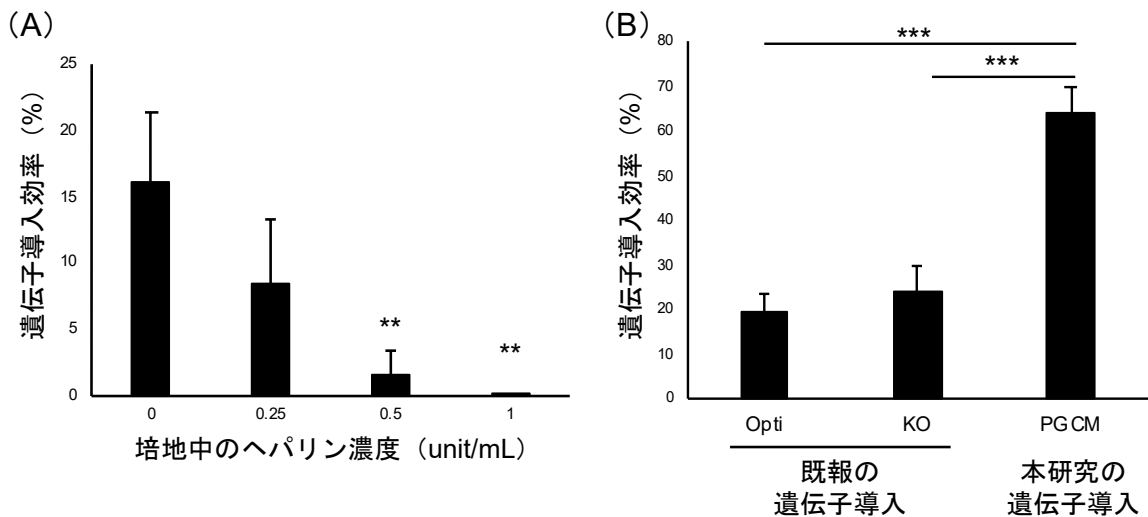 (A)
遺伝子導入効率(%)
25
20
15
10
5
0
**
**
0 0.25 0.5 1
培地中のヘパリン濃度(unit/mL)
(B)
遺伝子導入効率(%)
80
70
60
50
40
30
20
10
0
***
***
Opti KO PGCM
既報の
遺伝子導入
本研究の
遺伝子導入